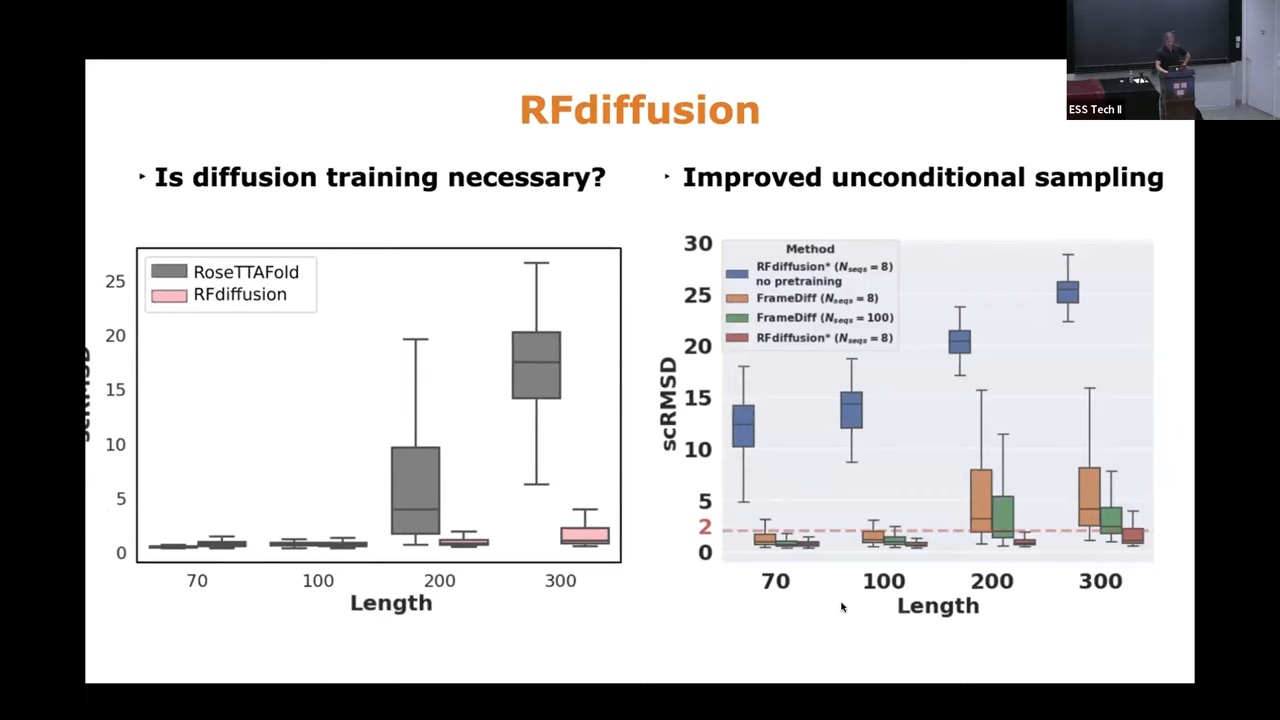 ESS Tech II
RFdiffusion
‣ Is diffusion training necessary?
RoseTTAFold
RFdiffusion
25
20
15
10
5
0
70 100 200 300
Length
‣ Improved unconditional sampling
Method
RFdiffusion* (Nseqs = 8)
no pretraining
FrameDiff (Nseqs = 8)
FrameDiff (Nseqs = 100)
RFdiffusion* (Nseqs = 8)
scRMSD
30
25
20
15
10
5
2
0
70 100 200 300
Length